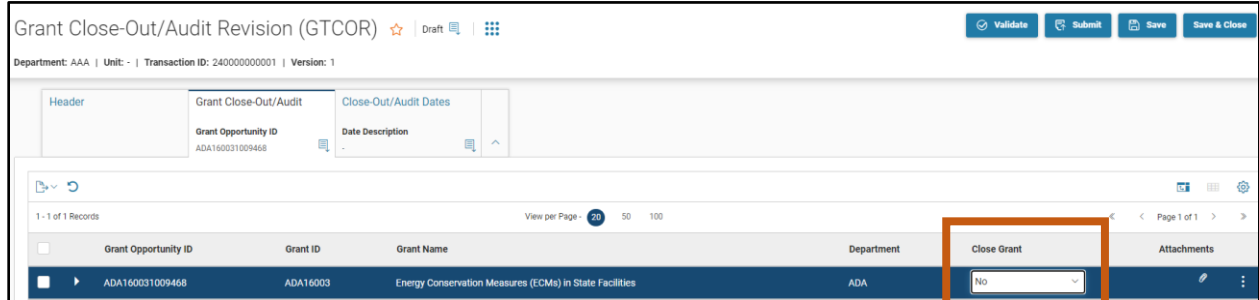 Grant Close-Out/Audit Revision (GTCOR) Draft Validate Submit Save Save & Close
Department: AAA | Unit: - | Transaction ID: 240000000001 | Version: 1
Header Grant Close-Out/Audit Close-Out/Audit Dates
Grant Opportunity ID Date Description
ADA160031009468 -
1 - 1 of 1 Records View per Page - 20 50 100 Page 1 of 1
Grant Opportunity ID Grant ID Grant Name Department Close Grant Attachments
ADA160031009468 ADA16003 Energy Conservation Measures (ECMs) in State Facilities ADA No